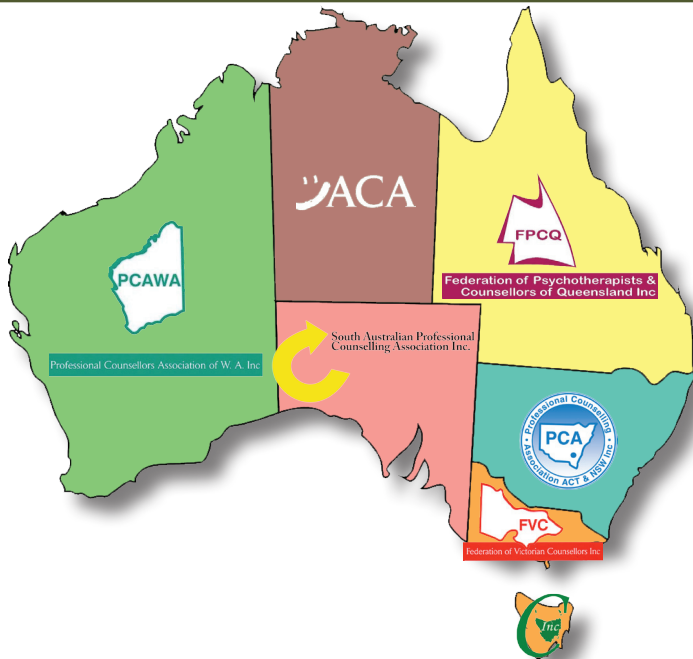 ACA
FPCQ
Federation of Psychotherapists &
Counsellors of Queensland Inc
PCAWA
Professional Counsellors Association of W. A. Inc
South Australian Professional
Counselling Association Inc.
Professional Counselling
PCA
Association ACT & NSW Inc
FVC
Federation of Victorian Counsellors Inc
C
Inc.